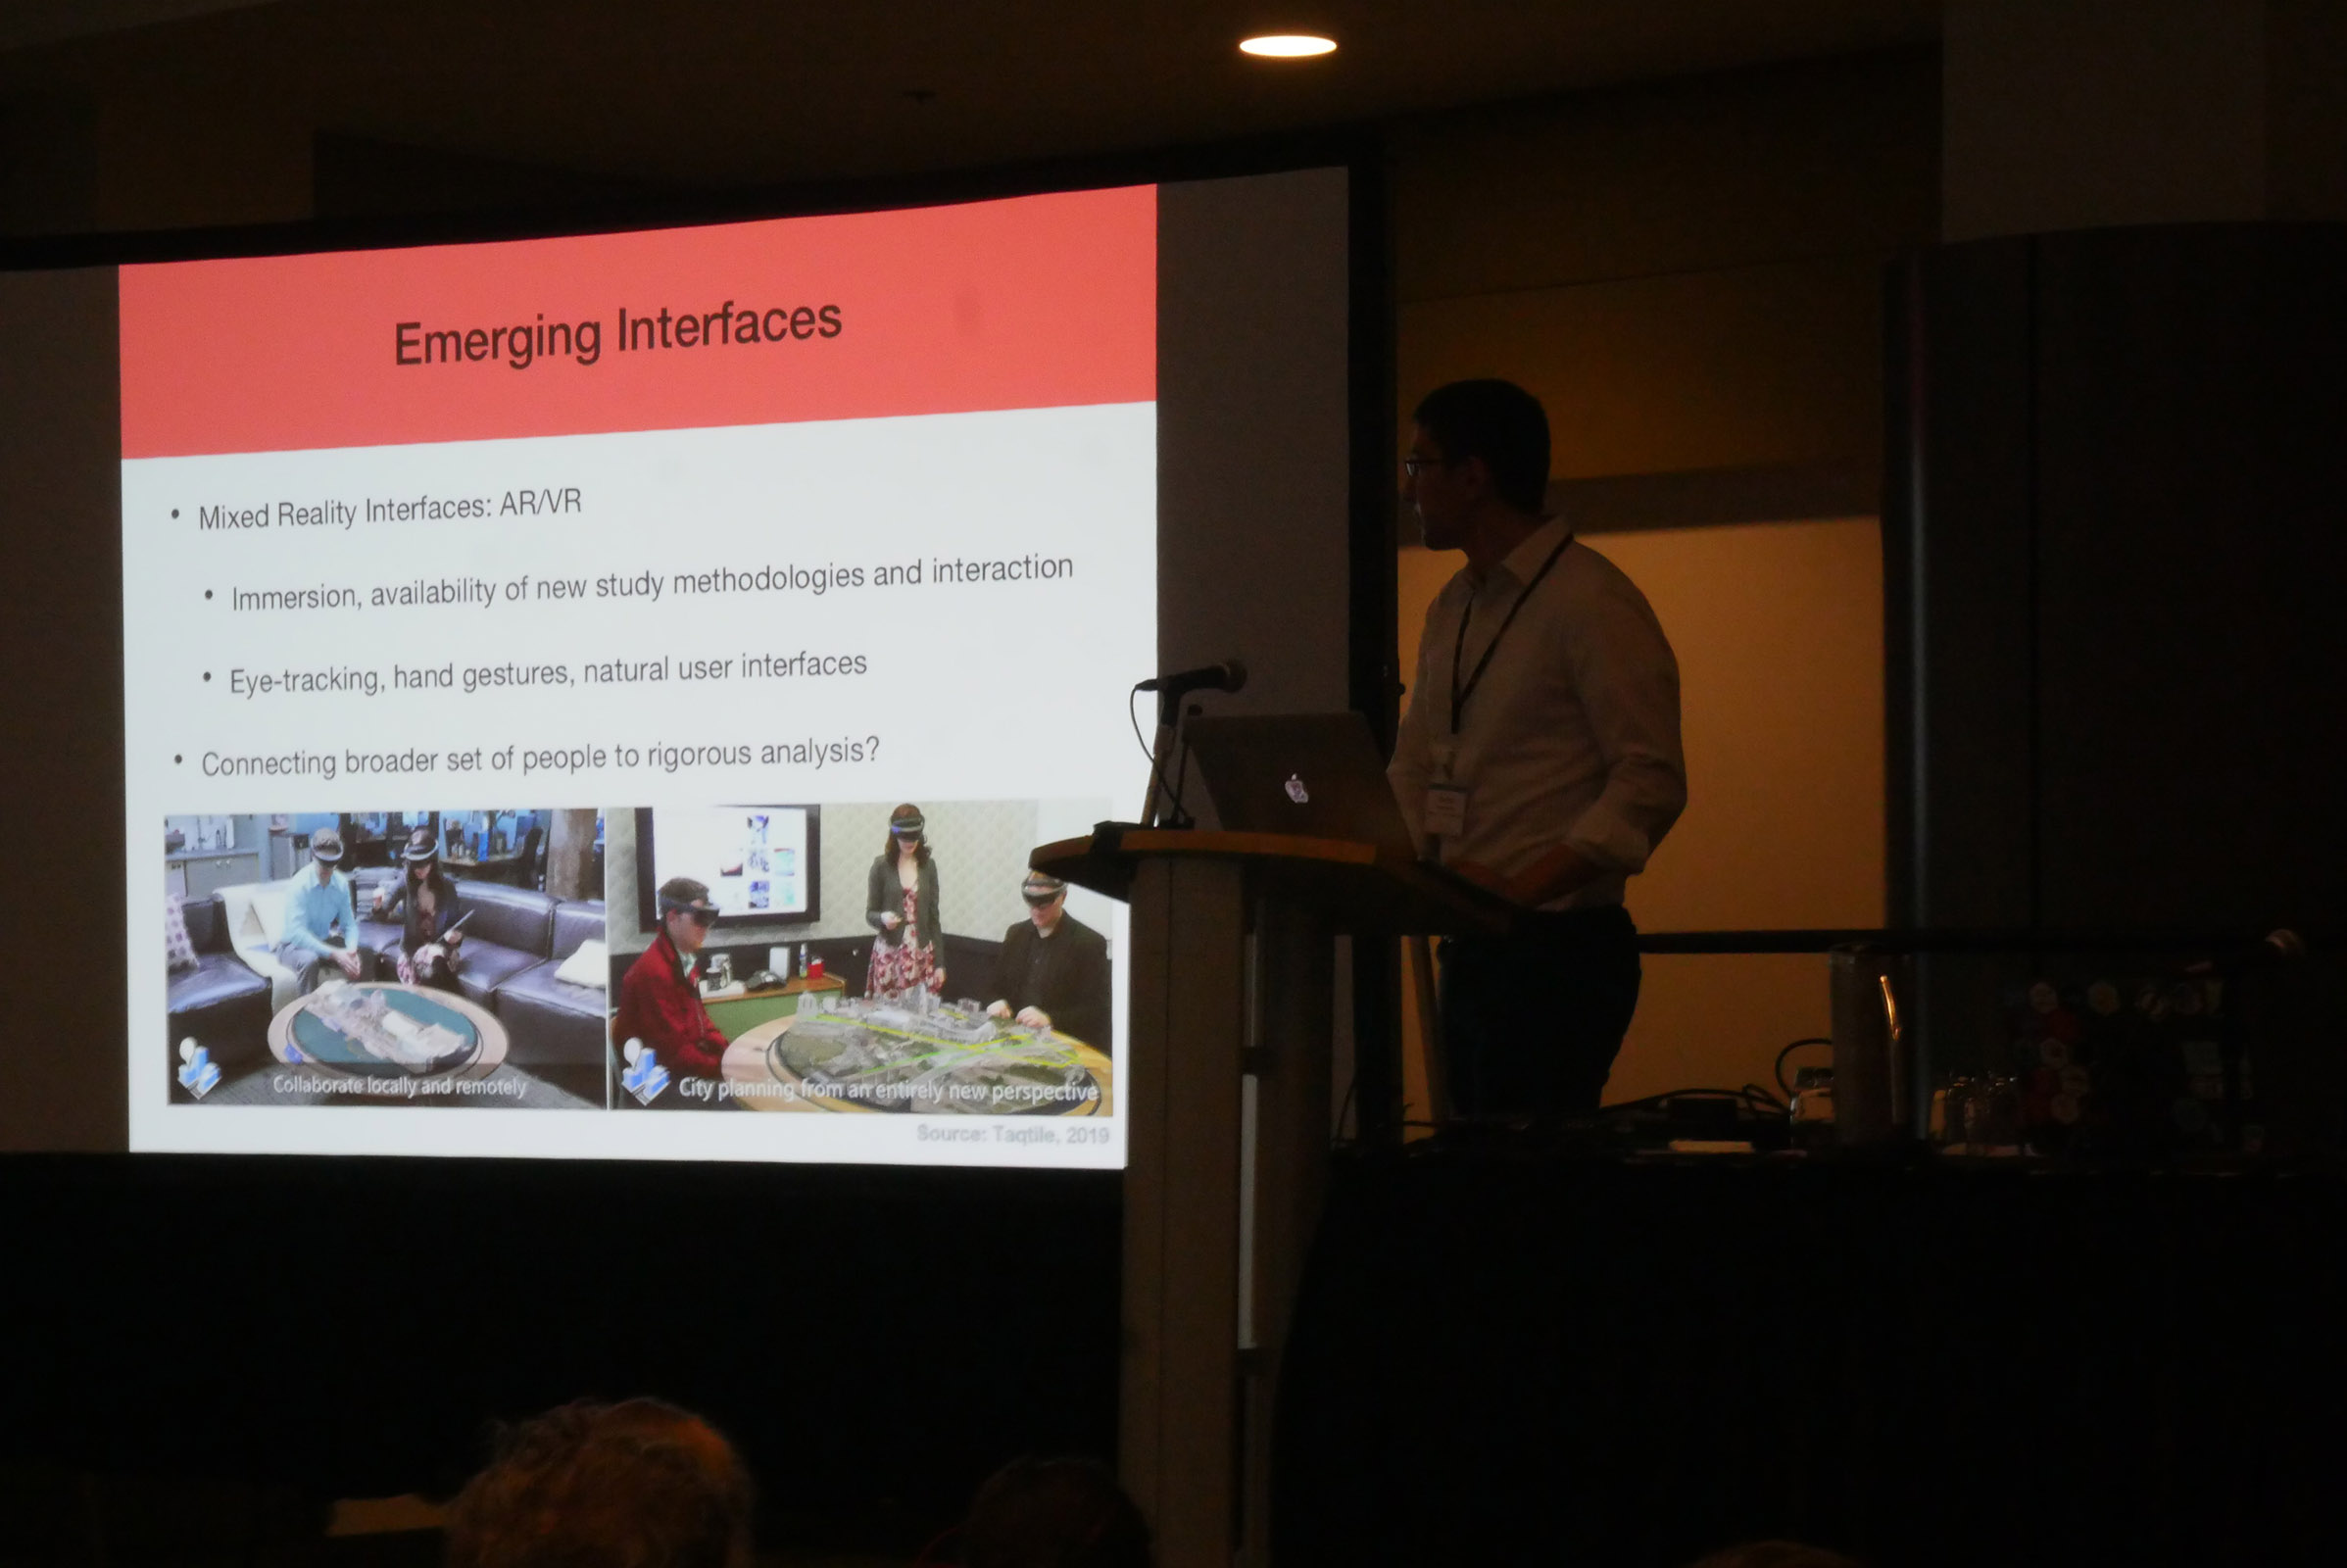 Emerging Interfaces
• Mixed Reality Interfaces: AR/VR
• Immersion, availability of new study methodologies and interaction
• Eye-tracking, hand gestures, natural user interfaces
• Connecting broader set of people to rigorous analysis?
Collaborate locally and remotely
City planning from an entirely new perspective
Source: Taqtile, 2019